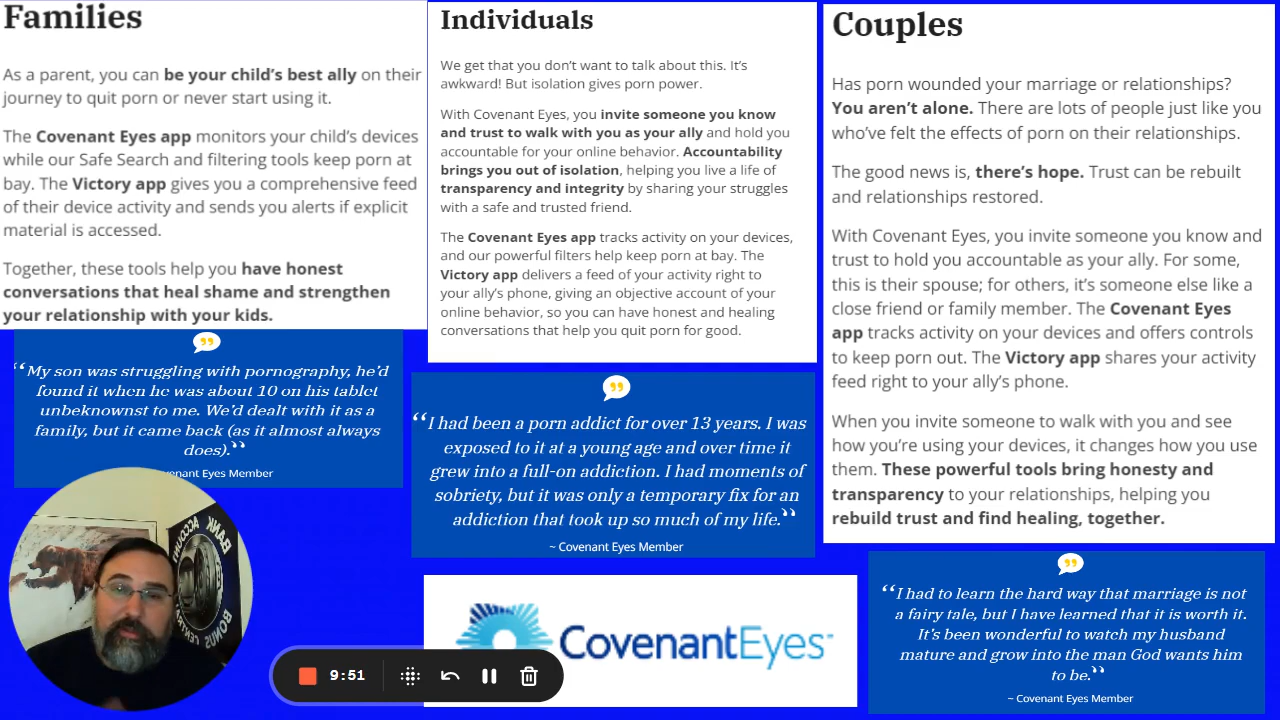 Families
As a parent, you can be your child's best ally on their
journey to quit porn or never start using it.
The Covenant Eyes app monitors your child's devices
while our Safe Search and filtering tools keep porn at
bay. The Victory app gives you a comprehensive feed
of their device activity and sends you alerts if explicit
material is accessed.
Together, these tools help you have honest
conversations that heal shame and strengthen
your relationship with your kids.
"My son was struggling with pornography, he'd
found it when he was about 10 on his tablet
unbeknownst to me. We'd dealt with it as a
family, but it came back (as it almost always
does)."
venant Eyes Member
Individuals
We get that you don't want to talk about this. It's
awkward! But isolation gives porn power.
With Covenant Eyes, you invite someone you know
and trust to walk with you as your ally and hold you
accountable for your online behavior. Accountability
brings you out of isolation, helping you live a life of
transparency and integrity by sharing your struggles
with a safe and trusted friend.
The Covenant Eyes app tracks activity on your devices,
and our powerful filters help keep porn at bay. The
Victory app delivers a feed of your activity right to
your ally's phone, giving an objective account of your
online behavior, so you can have honest and healing
conversations that help you quit porn for good.
"I had been a porn addict for over 13 years. I was
exposed to it at a young age and over time it
grew into a full-on addiction. I had moments of
sobriety, but it was only a temporary fix for an
addiction that took up so much of my life."
~ Covenant Eyes Member
Couples
Has porn wounded your marriage or relationships?
You aren't alone. There are lots of people just like you
who've felt the effects of porn on their relationships.
The good news is, there's hope. Trust can be rebuilt
and relationships restored.
With Covenant Eyes, you invite someone you know and
trust to hold you accountable as your ally. For some,
this is their spouse; for others, it's someone else like a
close friend or family member. The Covenant Eyes
app tracks activity on your devices and offers controls
to keep porn out. The Victory app shares your activity
feed right to your ally's phone.
When you invite someone to walk with you and see
how you're using your devices, it changes how you use
them. These powerful tools bring honesty and
transparency to your relationships, helping you
rebuild trust and find healing, together.
"I had to learn the hard way that marriage is not
a fairy tale, but I have learned that it is worth it.
It's been wonderful to watch my husband
mature and grow into the man God wants him
to be."
~ Covenant Eyes Member
CovenantEyes
9:51
BANK
ACCOU
BONUS
CENTRAL